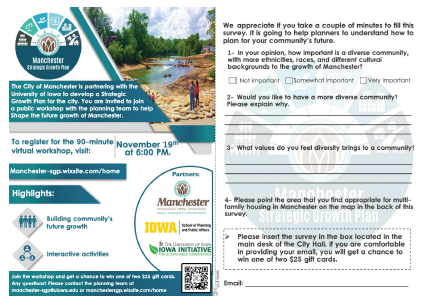 Manchester
Strategic Growth Plan
The City of Manchester is partnering with the
University of Iowa to develop a Strategic
Growth Plan for the city. You are invited to join
a public workshop with the planning team to help
Shape the future growth of Manchester.
To register for the 90-minute
virtual workshop, visit:
November 19th
at 6:00 PM.
Manchester-sgp.wixsite.com/home
Highlights:
Building community's
future growth
Interactive activities
Partners:
Manchester
IOWA
School of Planning
and Public Affairs
THE UNIVERSITY OF IOWA
IOWA INITIATIVE
FOR SUSTAINABLE COMMUNITIES
Join the workshop and get a chance to win one of two $25 gift cards.
Any Questions! Please contact the planning team at
manchester-sgp@uiowa.edu or manchestersgp.wixsite.com/home
We appreciate if you take a couple of minutes to fill this
survey. It is going to help planners to understand how to
plan for your community's future.
1- In your opinion, how important is a diverse community,
with more ethnicities, races, and different cultural
backgrounds to the growth of Manchester?
Not important Somewhat important Very important
2- Would you like to have a more diverse community?
Please explain why.
3- What values do you feel diversity brings to a community?
Manchester
4- Please point the area that you find appropriate for multi-
family housing in Manchester on the map in the back of this
survey.
Strategic Growth Plan
Please insert the survey in the box located in the
main desk of the City Hall. If you are comfortable
in providing your email, you will get a chance to
win one of two $25 gift cards.
Email: